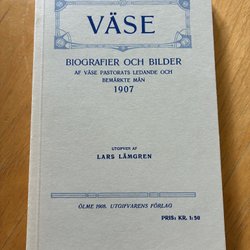 VÄSE
BIOGRAFIER OCH BILDER
AF VÄSE PASTORATS LEDANDE OCH
BEMÄRKTE MÄN
1907
UTGIFVEN AF
LARS LÄMGREN
ÖLME 1908. UTGIFVARENS FÖRLAG
PRIS: KR. 1:50